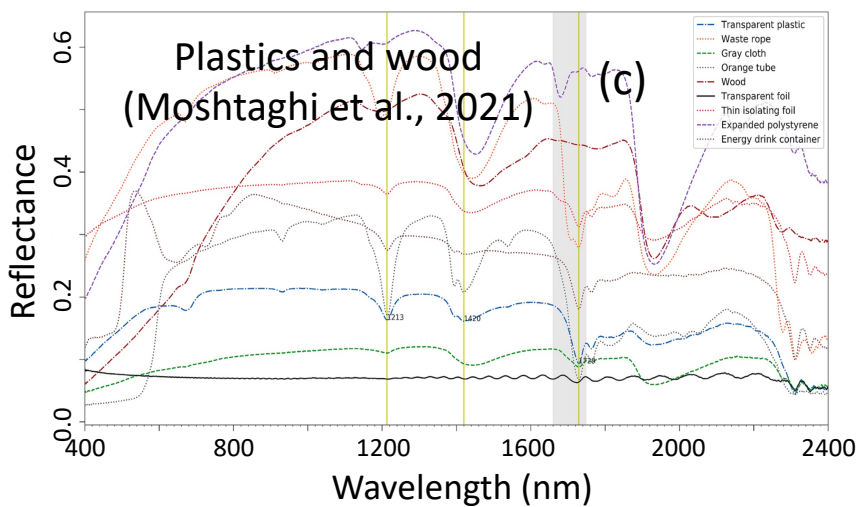 Plastics and wood
(Moshtaghi et al., 2021)
(c)
Transparent plastic
Waste rope
Gray cloth
Orange tube
Wood
Transparent foil
Thin isolating foil
Expanded polystyrene
Energy drink container
Reflectance
0.6
0.4
0.2
0.0
1213
1420
1729
400
800
1200
1600
2000
2400
Wavelength (nm)